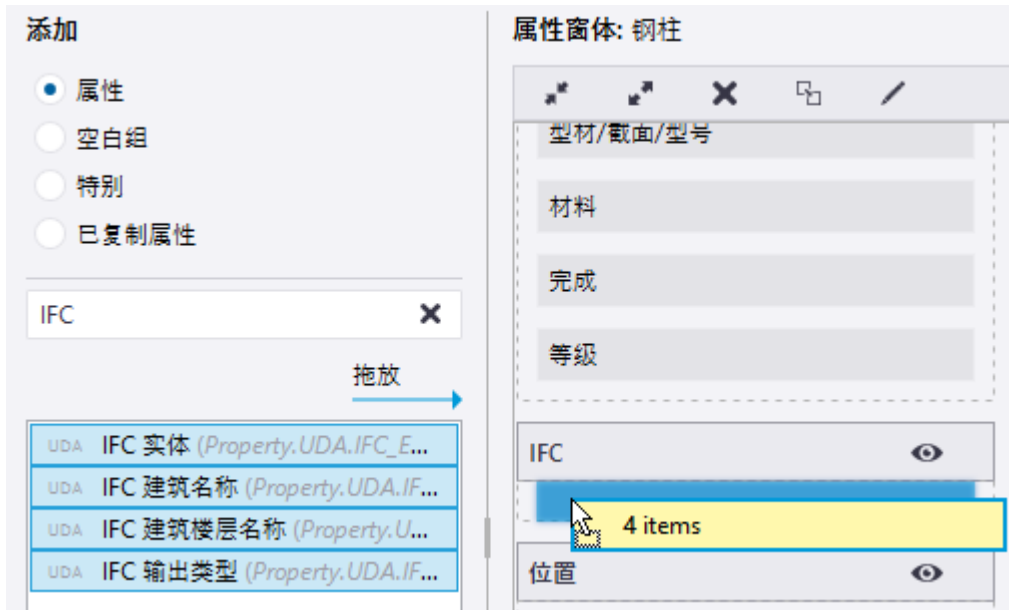 添加
属性
空白组
特别
已复制属性
IFC
拖放
UDA IFC 实体 (Property.UDA.IFC_E...
UDA IFC 建筑名称 (Property.UDA.IF...
UDA IFC 建筑楼层名称 (Property.U...
UDA IFC 输出类型 (Property.UDA.IF...
属性窗体: 钢柱
型材/截面/型号
材料
完成
等级
IFC
4 items
位置